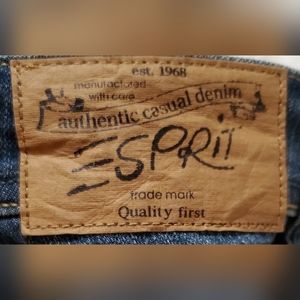 est. 1968
manufactured
with care
authentic casual denim
ESPRIT
trade mark
Quality first